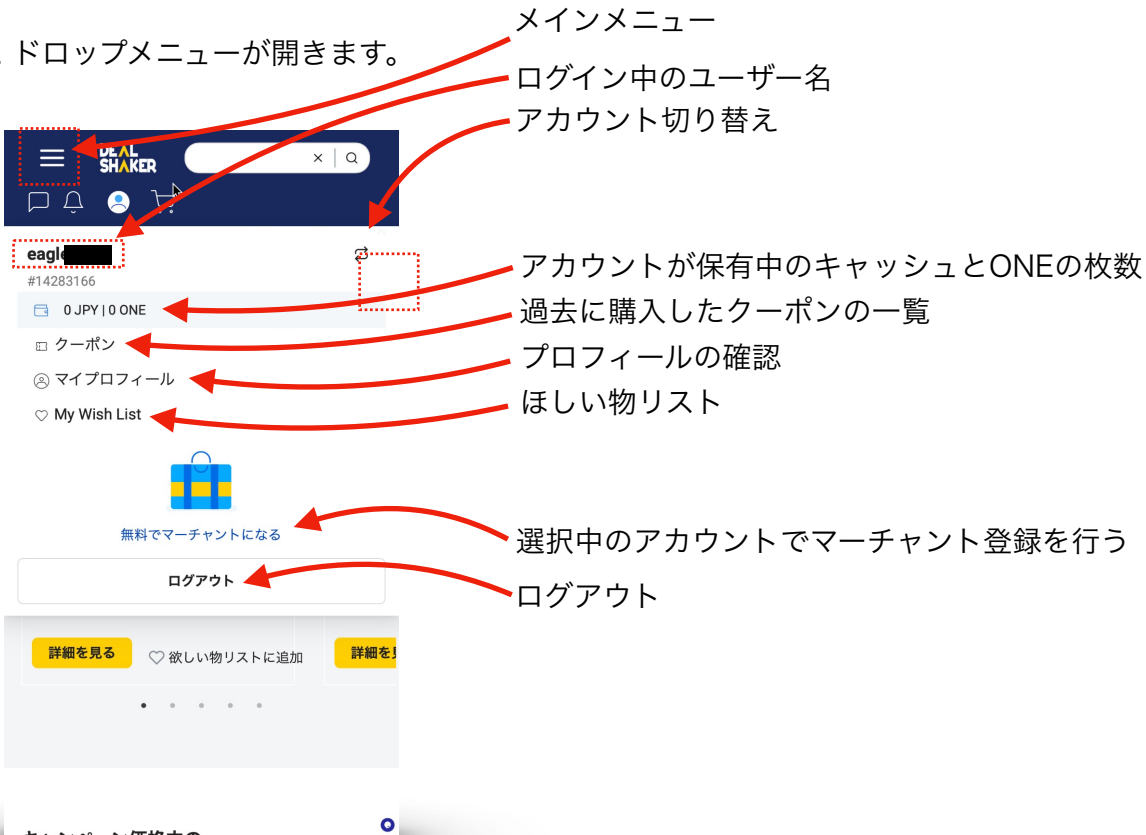 メインメニュー
ドロップメニューが開きます。
ログイン中のユーザー名
アカウント切り替え
DEAL
SHAKER
eagle
#14283166
アカウントが保有中のキャッシュとONEの枚数
0 JPY | 0 ONE
過去に購入したクーポンの一覧
クーポン
プロフィールの確認
マイプロフィール
ほしい物リスト
My Wish List
無料でマーチャントになる
選択中のアカウントでマーチャント登録を行う
ログアウト
ログアウト
詳細を見る
欲しい物リストに追加
詳細を